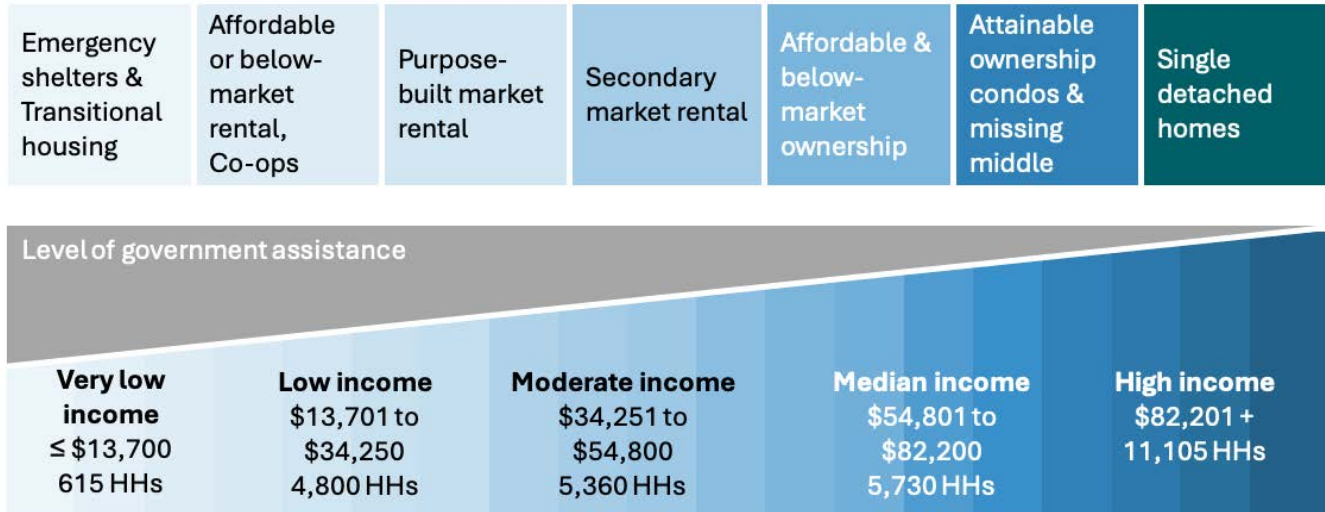 Emergency
shelters &
Transitional
housing
Affordable
or below-
market
rental,
Co-ops
Purpose-
built market
rental
Secondary
market rental
Affordable &
below-
market
ownership
Attainable
ownership
condos &
missing
middle
Single
detached
homes
Level of government assistance
Very low
income
≤ $13,700
615 HHs
Low income
$13,701 to
$34,250
4,800 HHs
Moderate income
$34,251 to
$54,800
5,360 HHs
Median income
$54,801 to
$82,200
5,730 HHs
High income
$82,201 +
11,105 HHs